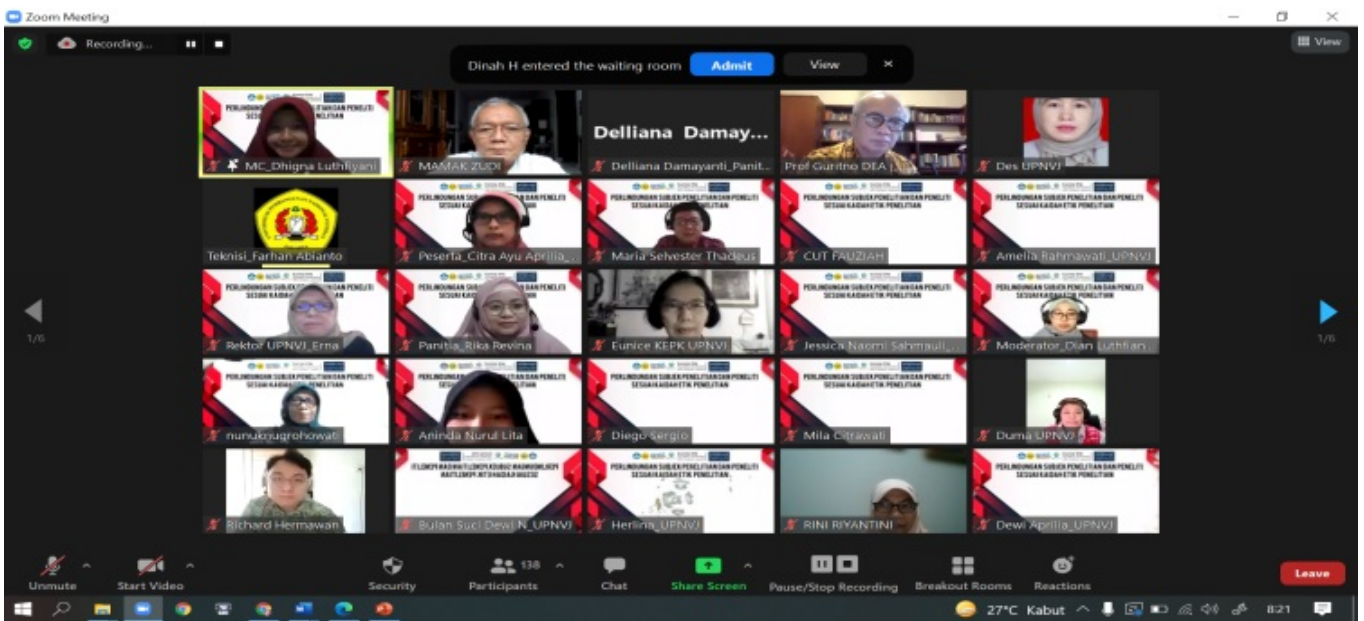 Zoom Meeting
Recording...
View
Dinah H entered the waiting room
Admit
View
PERLINDUNGAN SUBJEK PENELITIAN DAN PENELITI
SESUAI KAIDAH ETIK PENELITIAN
MC_Dhigna Luthfiyani
MAMAK ZUDI
Delliana Damay...
Delliana Damayanti_Panit...
Prof Guritno DEA
Des UPNVJ
Teknisi_Farhan Abianto
Peserta_Citra Ayu Aprilia_...
Maria Selvester Thadeus
CUT FAUZIAH
Amelia Rahmawati_UPNVJ
Rektor UPNVJ_Erna
Panitia_Rika Revina
Eunice KEPK UPNVJ
Jessica Naomi Sahmauli_...
Moderator_Dian Luthfian...
nunuknugrohowati
Aninda Nurul Lita
Diego Sergio
Mila Citrawati
Duma UPNVJ
Richard Hermawan
Bulan Suci Dewi N_UPNVJ
Herlina_UPNVJ
RINI RIYANTINI
Dewi Aprilia_UPNVJ
1/6
1/6
Unmute
Start Video
Security
138
Participants
Chat
Share Screen
Pause/Stop Recording
Breakout Rooms
Reactions
Leave
27°C Kabut
8:21